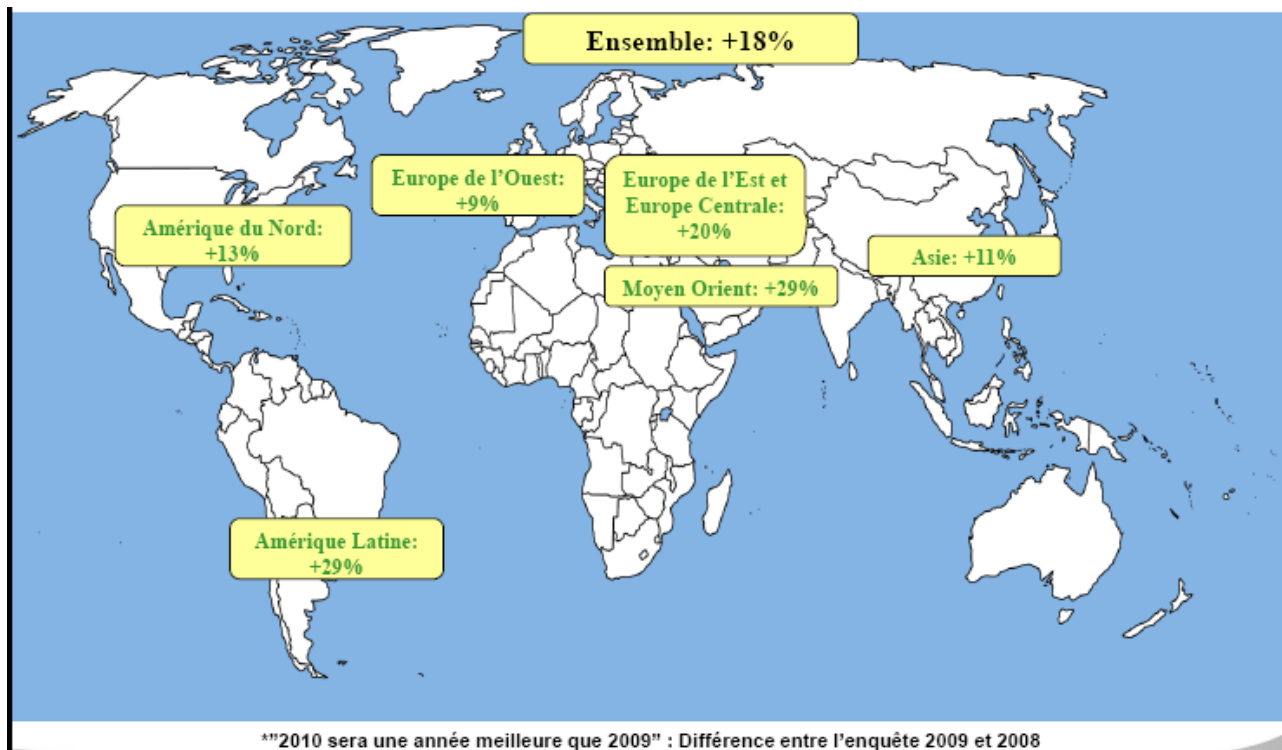 Ensemble: +18%
Europe de l’Ouest:
+9%
Europe de l’Est et
Europe Centrale:
+20%
Amérique du Nord:
+13%
Asie: +11%
Moyen Orient: +29%
Amérique Latine:
+29%
*”2010 sera une année meilleure que 2009” : Différence entre l’enquête 2009 et 2008